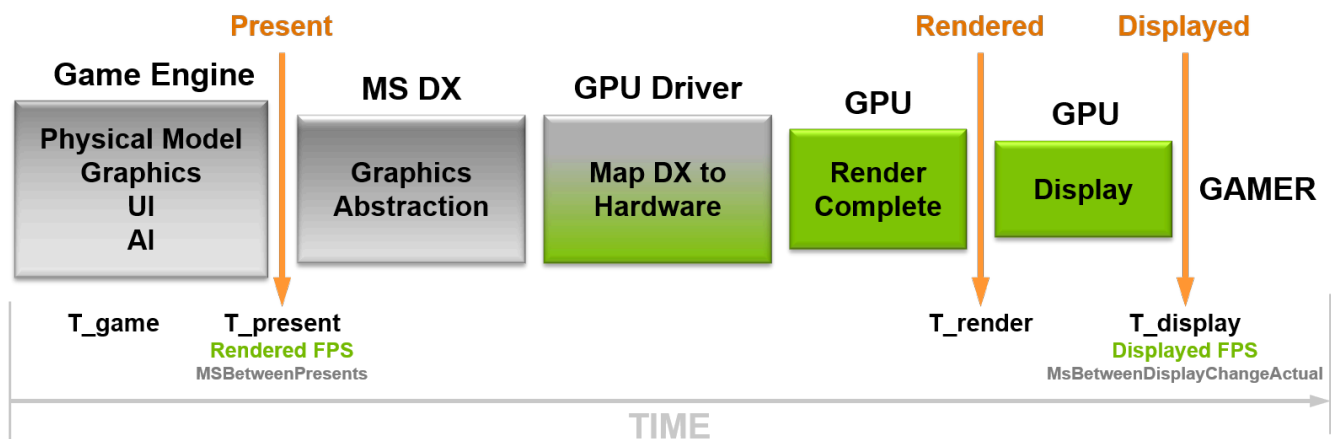 Present
Rendered
Displayed
Game Engine
MS DX
GPU Driver
GPU
GPU
Physical Model
Graphics
UI
AI
Graphics
Abstraction
Map DX to
Hardware
Render
Complete
Display
GAMER
T_game
T_present
T_render
T_display
Rendered FPS
Displayed FPS
MSBetweenPresents
MsBetweenDisplayChangeActual
TIME